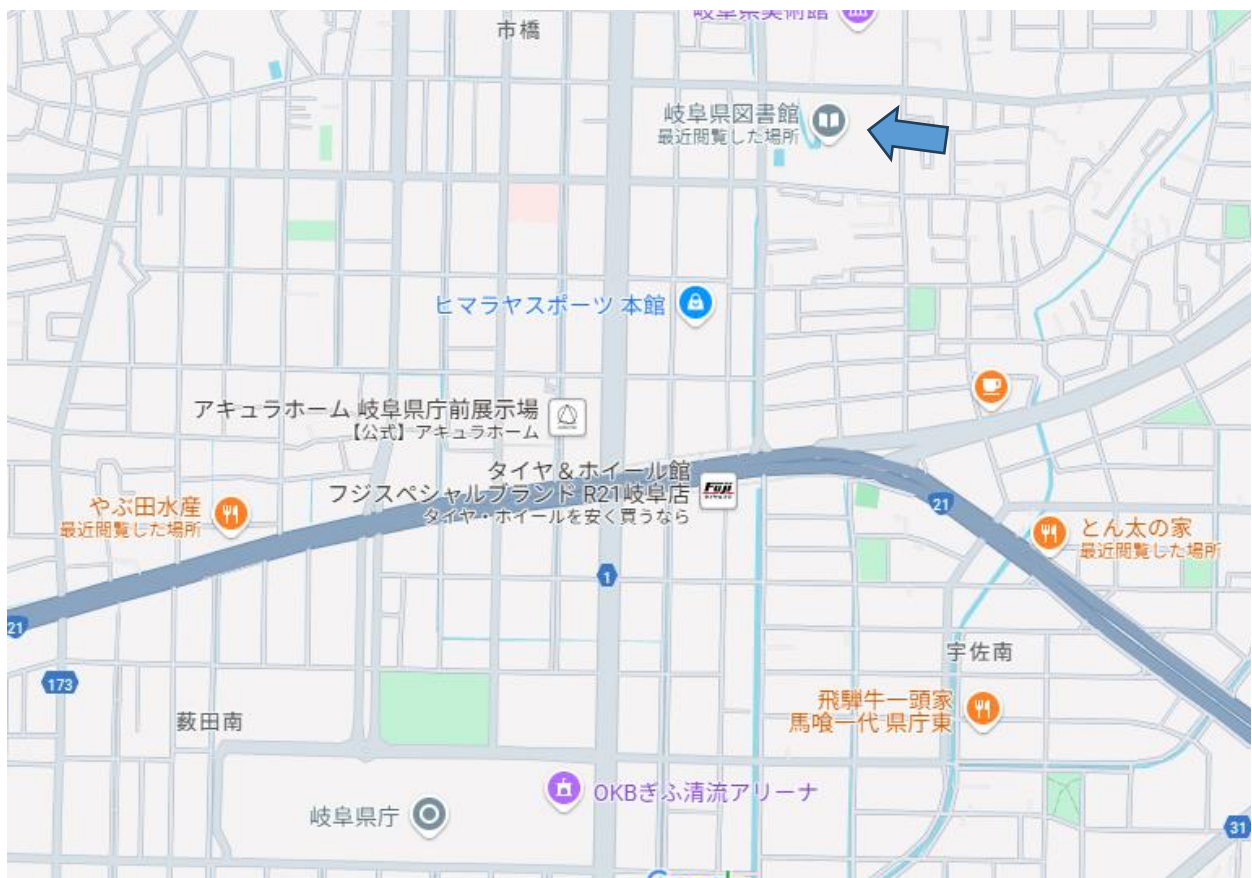 岐阜県美術館
市橋
岐阜県図書館
最近閲覧した場所
ヒマラヤスポーツ 本館
アキュラホーム 岐阜県庁前展示場
【公式】アキュラホーム
タイヤ＆ホイール館
フジスペシャルブランド R21岐阜店
タイヤ・ホイールを安く買うなら
Fuji
やぶ田水産
最近閲覧した場所
21
とん太の家
最近閲覧した場所
1
21
宇佐南
173
飛騨牛一頭家
馬喰一代 県庁東
薮田南
OKBぎふ清流アリーナ
岐阜県庁
31